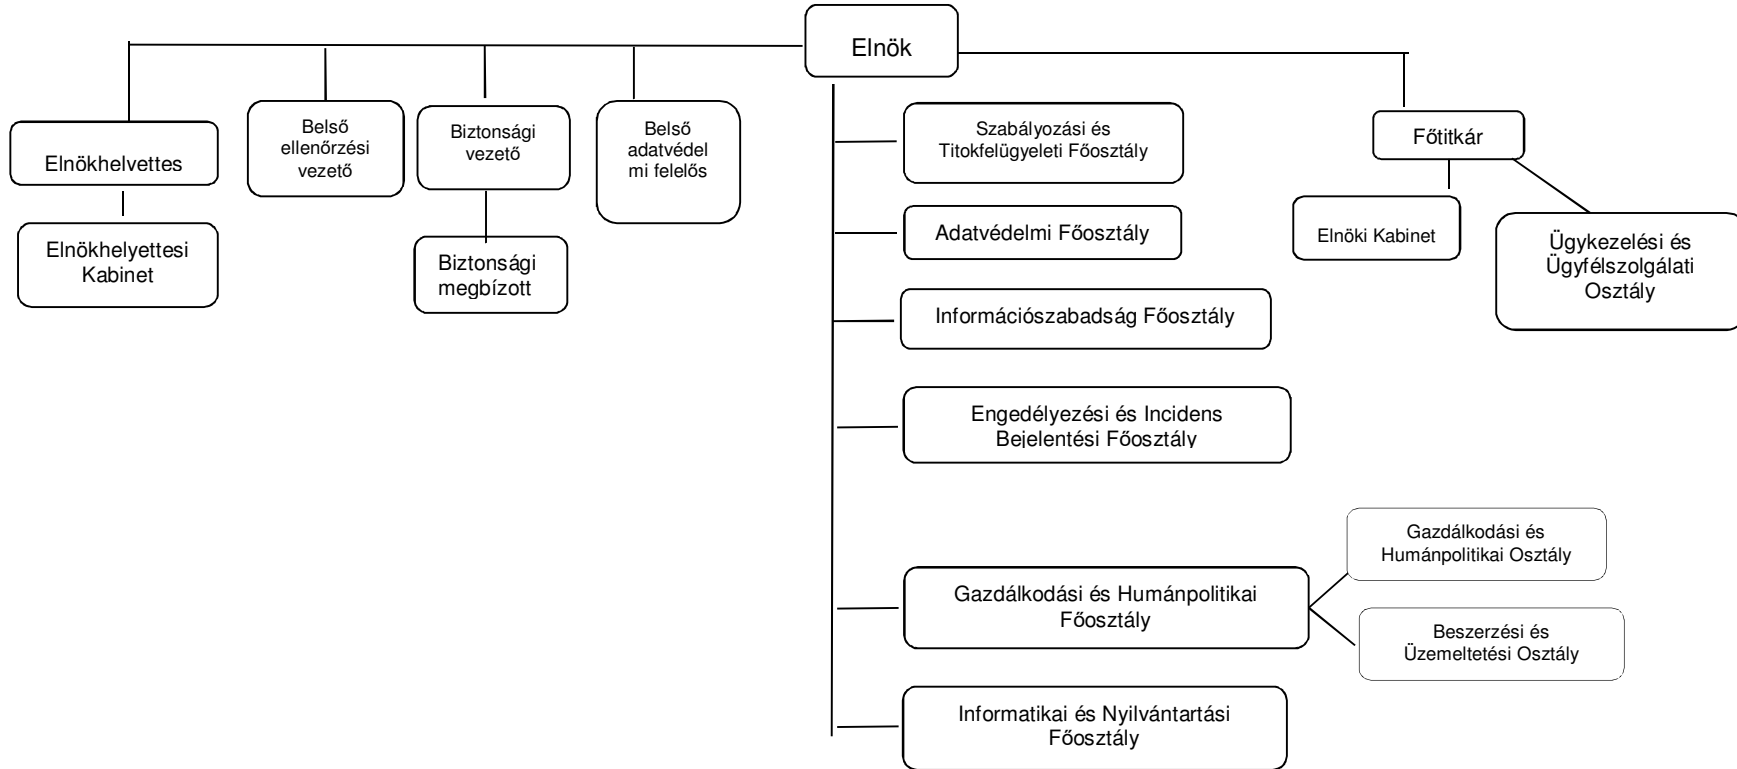 Elnök
Elnökhelyettes
Belső
ellenőrzési
vezető
Biztonsági
vezető
Belső
adatvédel
mi felelős
Szabályozási és
Titokfelügyeleti Főosztály
Főtitkár
Elnökhelyettesi
Kabinet
Biztonsági
megbízott
Adatvédelmi Főosztály
Elnöki Kabinet
Ügykezelési és
Ügyfélszolgálati
Osztály
Információszabadság Főosztály
Engedélyezési és Incidens
Bejelentési Főosztály
Gazdálkodási és Humánpolitikai
Főosztály
Gazdálkodási és
Humánpolitikai Osztály
Beszerzési és
Üzemeltetési Osztály
Informatikai és Nyilvántartási
Főosztály